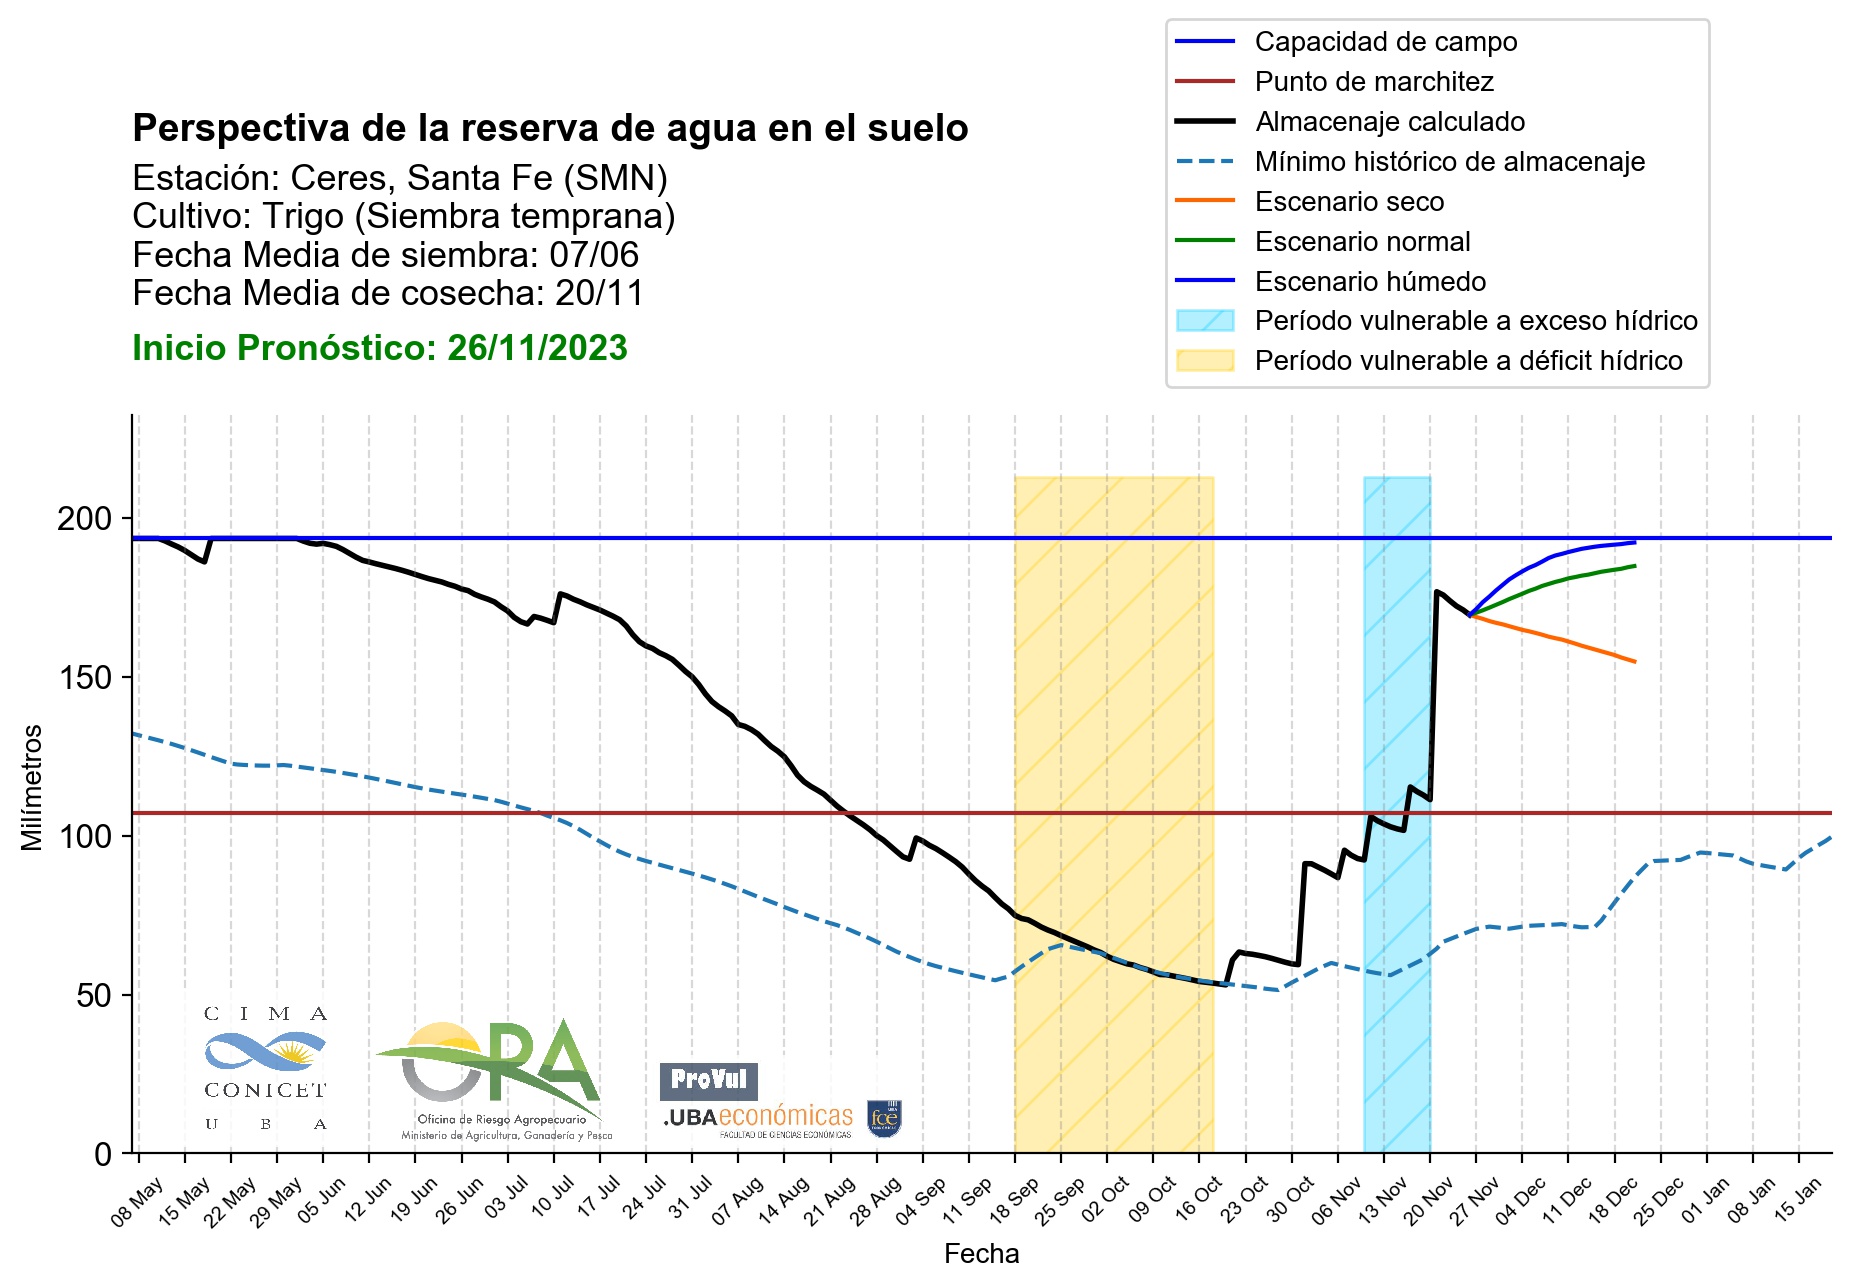 Capacidad de campo
Punto de marchitez
Almacenaje calculado
Mínimo histórico de almacenaje
Escenario seco
Escenario normal
Escenario húmedo
Período vulnerable a exceso hídrico
Período vulnerable a déficit hídrico
Perspectiva de la reserva de agua en el suelo
Estación: Ceres, Santa Fe (SMN)
Cultivo: Trigo (Siembra temprana)
Fecha Media de siembra: 07/06
Fecha Media de cosecha: 20/11
Inicio Pronóstico: 26/11/2023
Milímetros
200
150
100
50
0
CIMA
CONICET
UBA
ORA
Oficina de Riesgo Agropecuario
Ministerio de Agricultura, Ganadería y Pesca
ProVul
.UBAeconómicas
FACULTAD DE CIENCIAS ECONÓMICAS
fce
08 May 15 May 22 May 29 May 05 Jun 12 Jun 19 Jun 26 Jun 03 Jul 10 Jul 17 Jul 24 Jul 31 Jul 07 Aug 14 Aug 21 Aug 28 Aug 04 Sep 11 Sep 18 Sep 25 Sep 02 Oct 09 Oct 16 Oct 23 Oct 30 Oct 06 Nov 13 Nov 20 Nov 27 Nov 04 Dec 11 Dec 18 Dec 25 Dec 01 Jan 08 Jan 15 Jan
Fecha